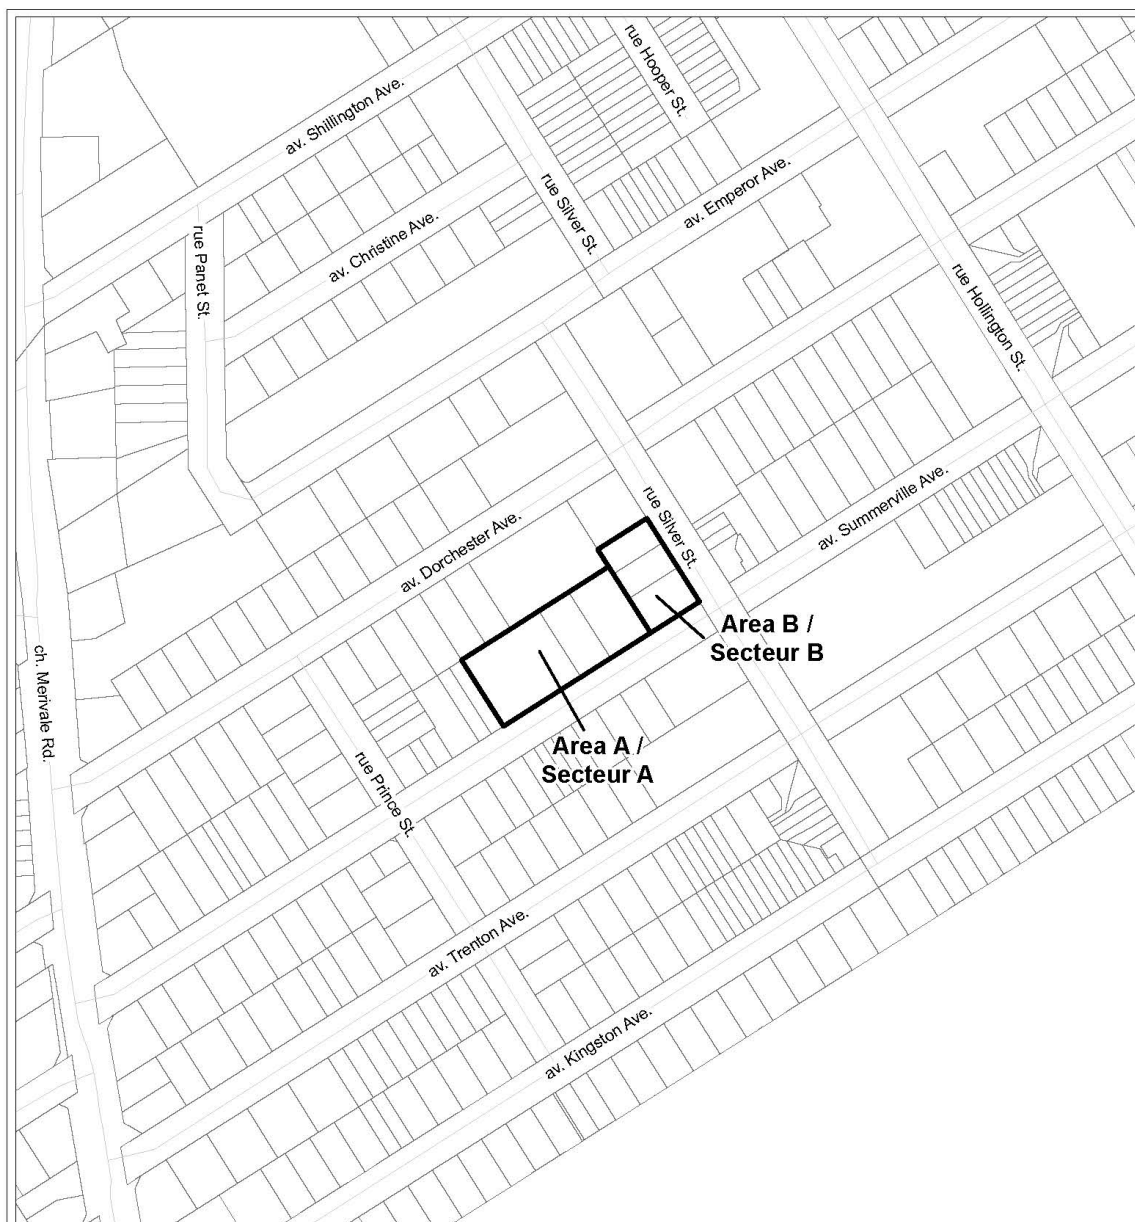 rue Hooper St.
av. Shillington Ave.
rue Silver St.
av. Emperor Ave.
av. Christine Ave.
rue Panet St.
rue Hollington St.
rue Silver St.
av. Summerville Ave.
av. Dorchester Ave.
Area B /
Secteur B
ch. Merivale Rd.
Area A /
Secteur A
rue Prince St.
av. Trenton Ave.
av. Kingston Ave.